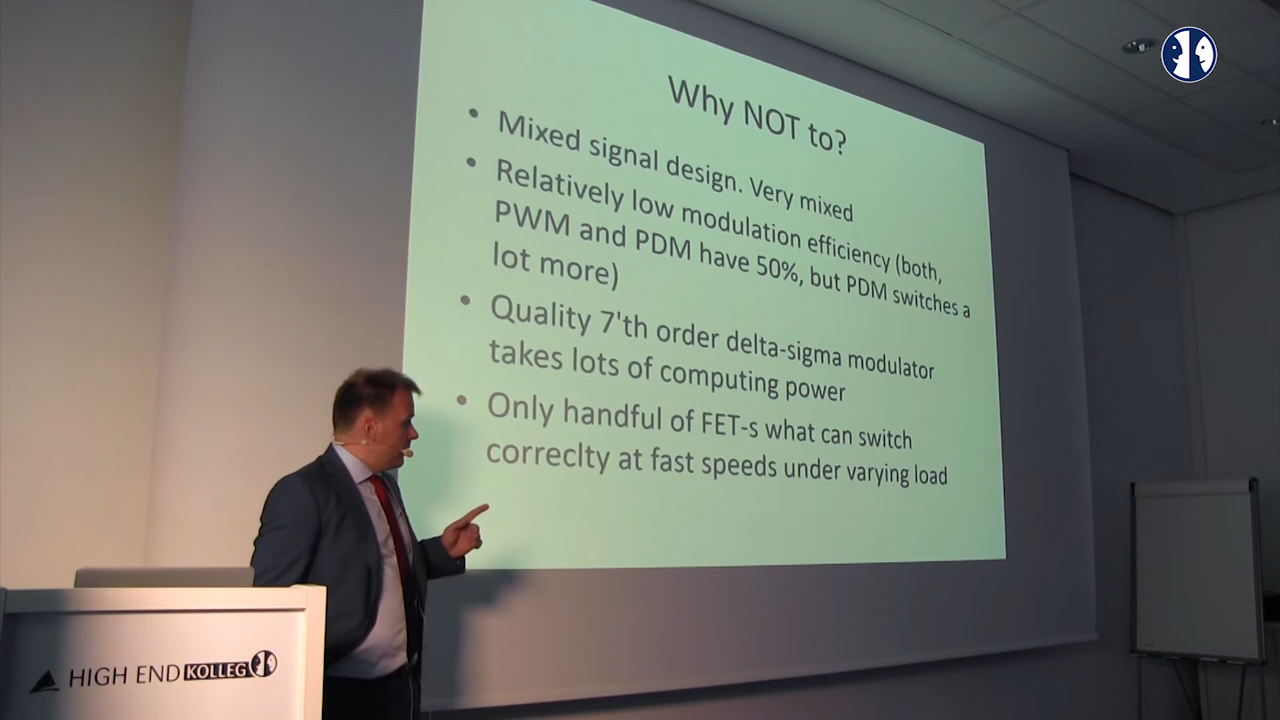 Why NOT to?
• Mixed signal design. Very mixed
• Relatively low modulation efficiency (both,
PWM and PDM have 50%, but PDM switches a
lot more)
• Quality 7'th order delta-sigma modulator
takes lots of computing power
• Only handful of FET-s what can switch
correclty at fast speeds under varying load
HIGH END KOLLEG